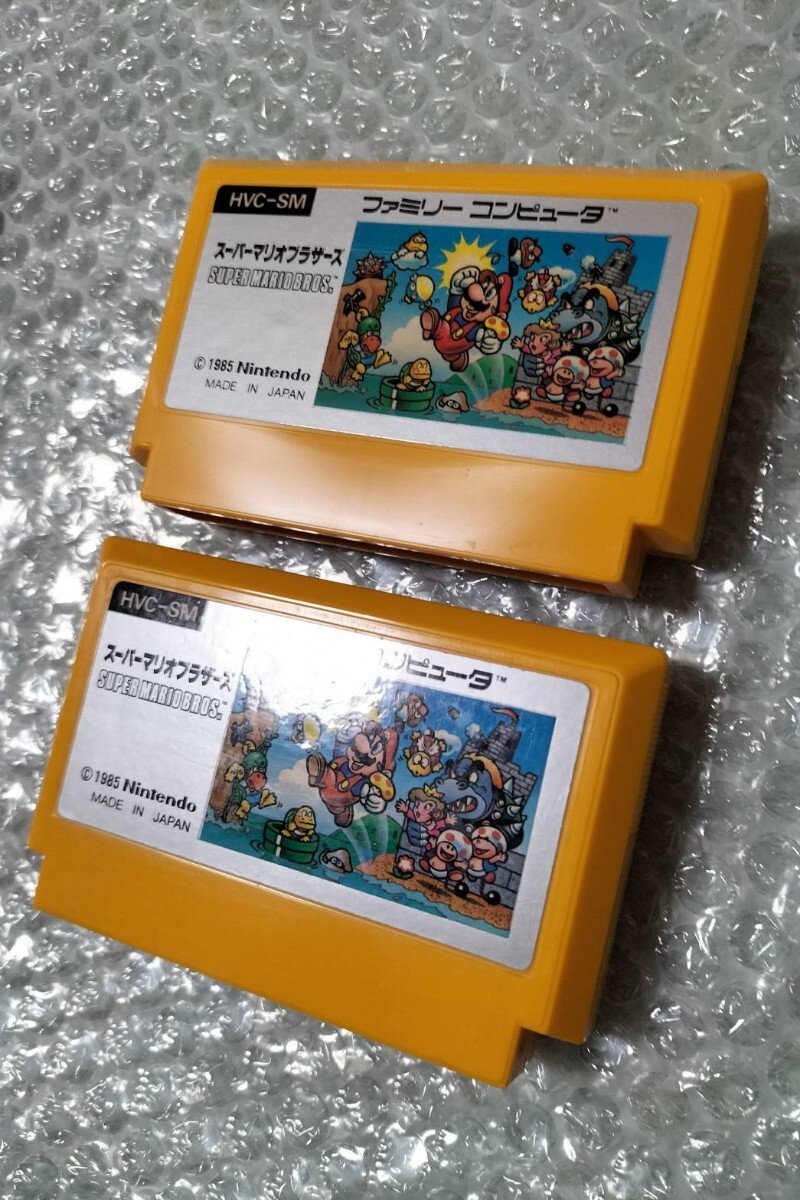 HVC-SM
ファミリー コンピュータ™
スーパーマリオブラザーズ
SUPER MARIO BROS.™
© 1985 Nintendo
MADE IN JAPAN
HVC-SM
コンピュータ™
スーパーマリオブラザーズ
SUPER MARIO BROS.™
© 1985 Nintendo
MADE IN JAPAN